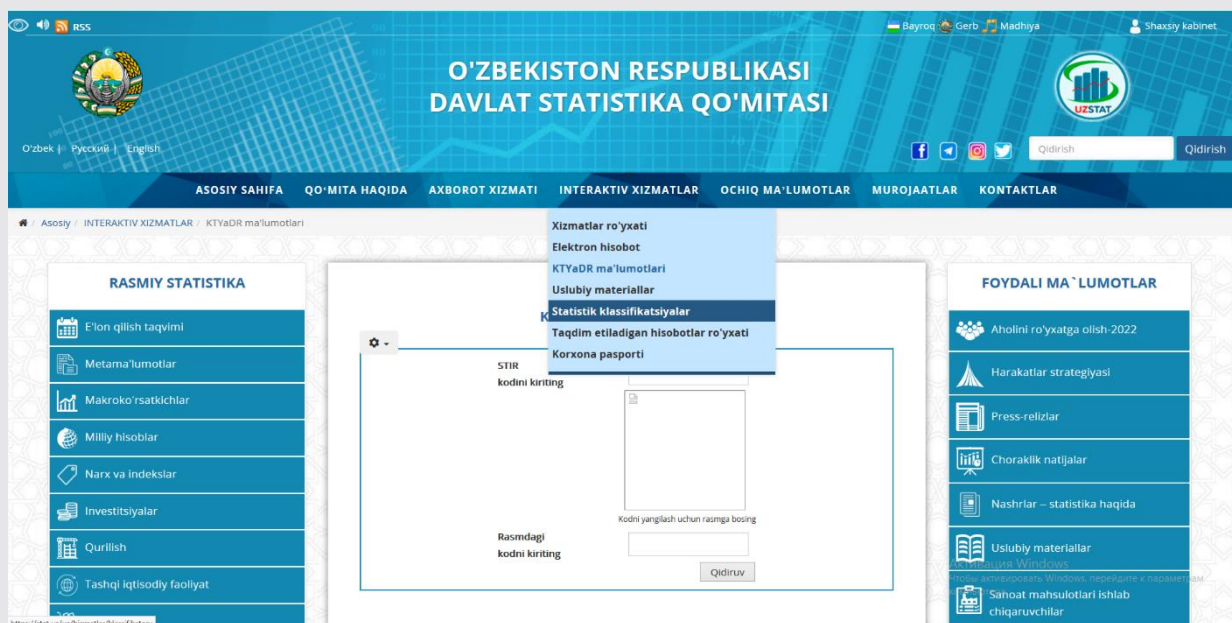 RSS
Bayroq Gerb Madhiya
Shaxsiy kabinet
O'ZBEKISTON RESPUBLIKASI
DAVLAT STATISTIKA QO'MITASI
UZSTAT
O'zbek | Русский | English
Qidirish
Qidirish
ASOSIY SAHIFA QO'MITA HAQIDA AXBOROT XIZMATI INTERAKTIV XIZMATLAR OCHIQ MA'LUMOTLAR MUROJAATLAR KONTAKTLAR
/ Asosiy / INTERAKTIV XIZMATLAR / KTYaDR ma'lumotlari
Xizmatlar ro'yxati
Elektron hisobot
KTYaDR ma'lumotlari
Uslubiy materiallar
Statistik klassifikatsiyalar
Taqdim etiladigan hisobotlar ro'yxati
Korxona pasporti
RASMIY STATISTIKA
E'lon qilish taqvimi
Metama'lumotlar
Makroko'rsatkichlar
Milliy hisoblar
Narx va indekslar
Investitsiyalar
Qurilish
Tashqi iqtisodiy faoliyat
K
STIR
kodini kiriting
Kodni yangilash uchun rasmga bosing
Rasmdagi
kodni kiriting
Qidiruv
FOYDALI MA`LUMOTLAR
Aholini ro'yxatga olish-2022
Harakatlar strategiyasi
Press-relizlar
Choraklik natijalar
Nashrlar – statistika haqida
Uslubiy materiallar
Активация Windows
Чтобы активировать Windows, перейдите к параметрам
Sanoat mahsulotlari ishlab
chiqaruvchilar